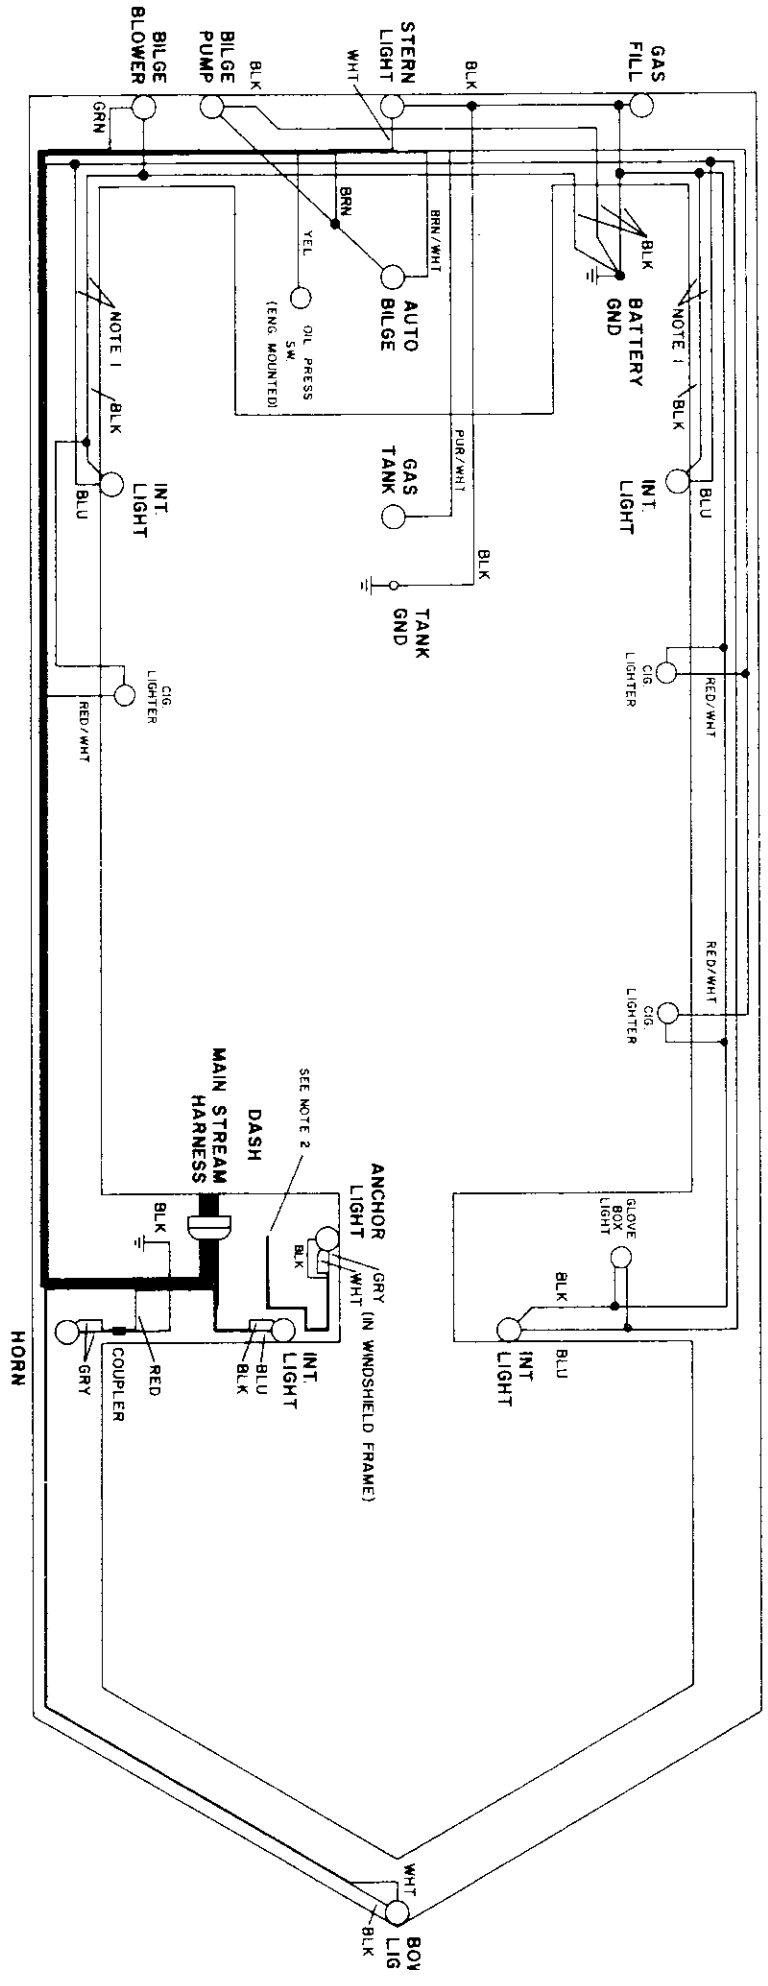 GAS
FILL
BLK
STERN
LIGHT
WHT
BLK
BILGE
PUMP
BILGE
BLOWER
GRN
BLK
BATTERY
GND
NOTE 1
BLK
BRN/WHT
BRN
YEL
AUTO
BILGE
OIL PRESS
SW.
(ENG. MOUNTED)
NOTE 1
BLK
INT.
LIGHT
BLU
PUR/WHT
GAS
TANK
INT.
LIGHT
BLU
BLK
TANK
GND
CIG.
LIGHTER
RED/WHT
CIG.
LIGHTER
RED/WHT
RED/WHT
CIG.
LIGHTER
SEE NOTE 2
DASH
MAIN STREAM
HARNESS
BLK
ANCHOR
LIGHT
BLK
WHT
GRY (IN WINDSHIELD FRAME)
GLOVE
BOX
LIGHT
BLK
BLU
INT.
LIGHT
INT.
LIGHT
BLU
BLK
RED
COUPLER
GRY
HORN
WHT
BLK